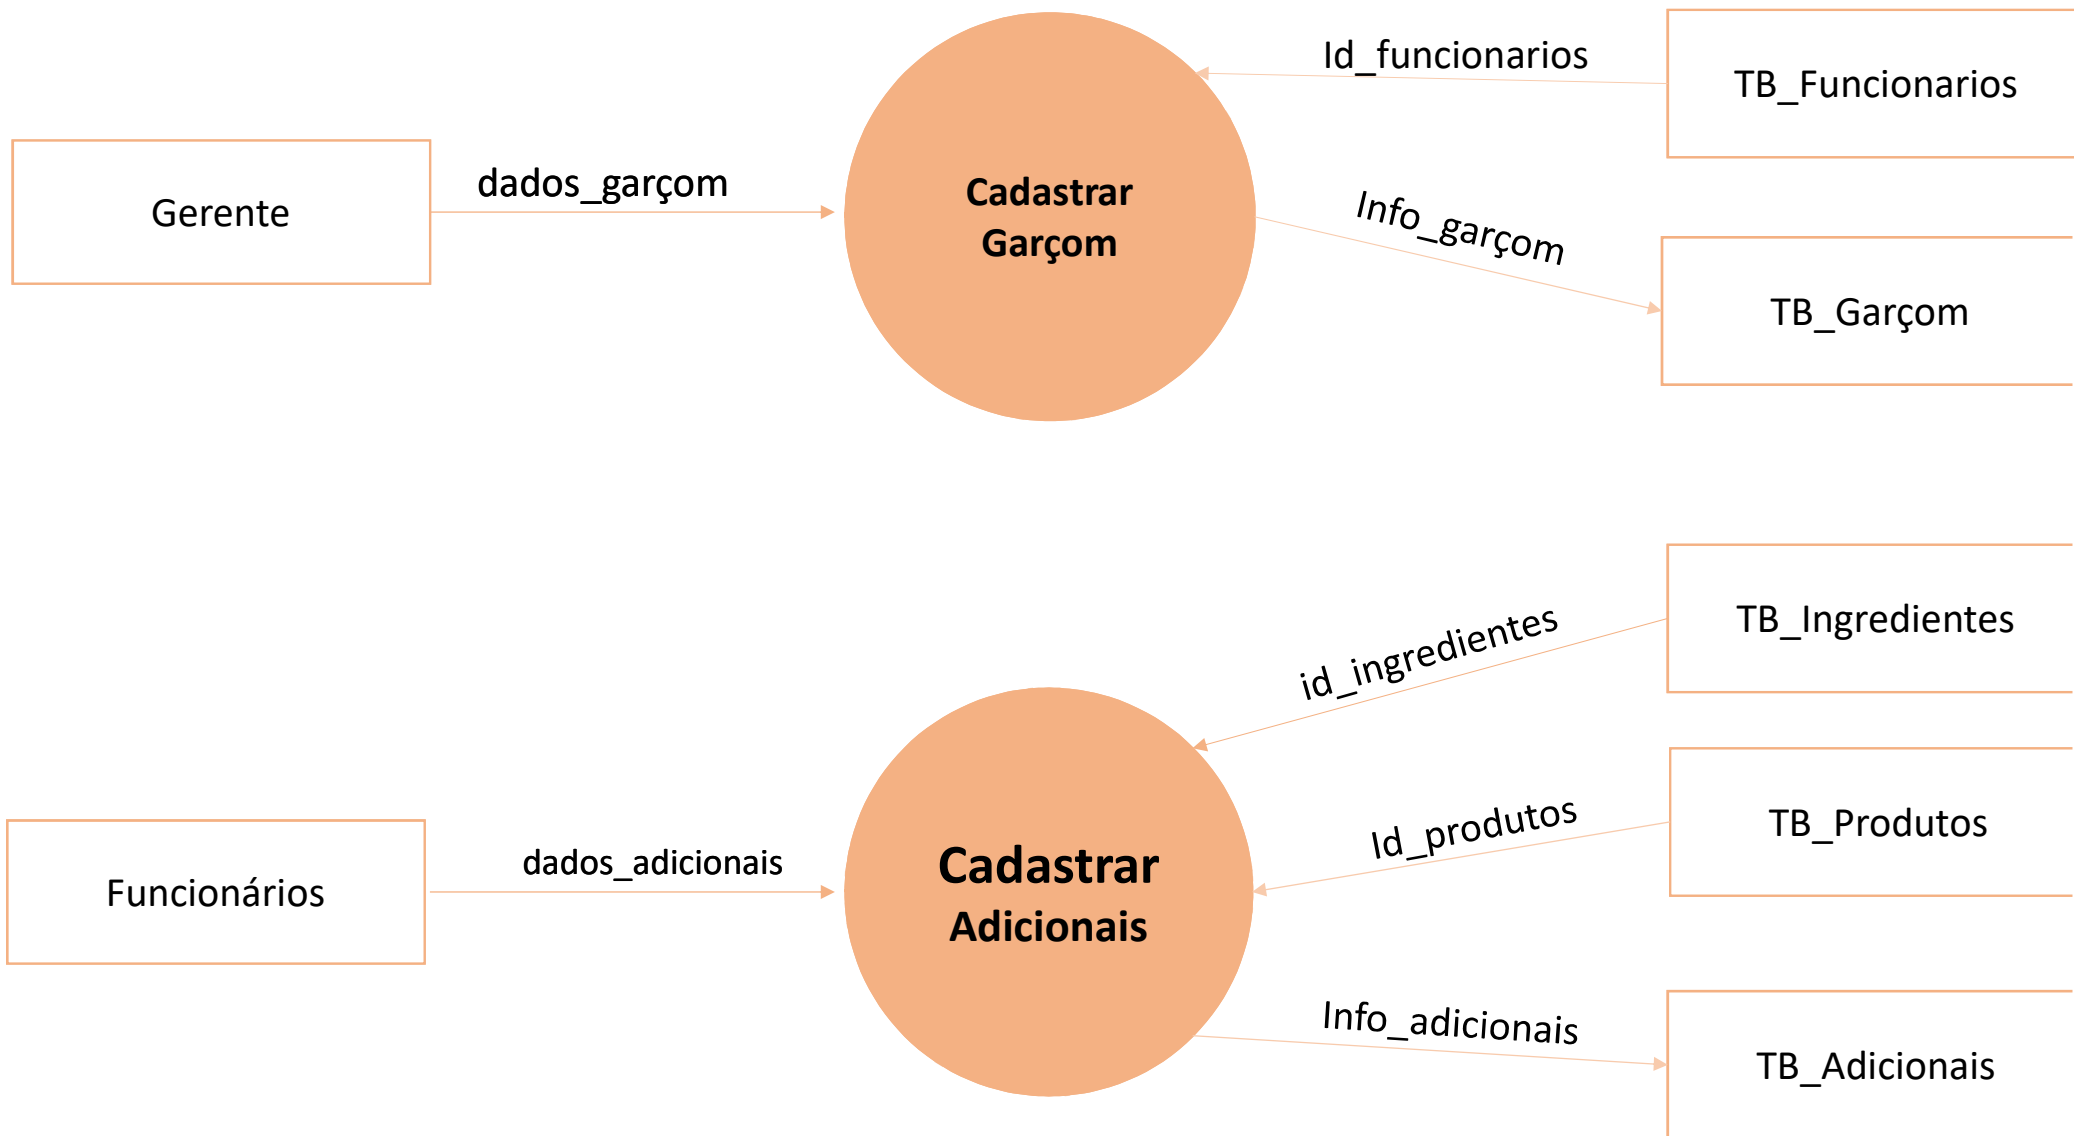 Id_funcionarios
TB_Funcionarios
Gerente
dados_garçom
Cadastrar
Garçom
Info_garçom
TB_Garçom
id_ingredientes
TB_Ingredientes
Id_produtos
TB_Produtos
Funcionários
dados_adicionais
Cadastrar
Adicionais
Info_adicionais
TB_Adicionais